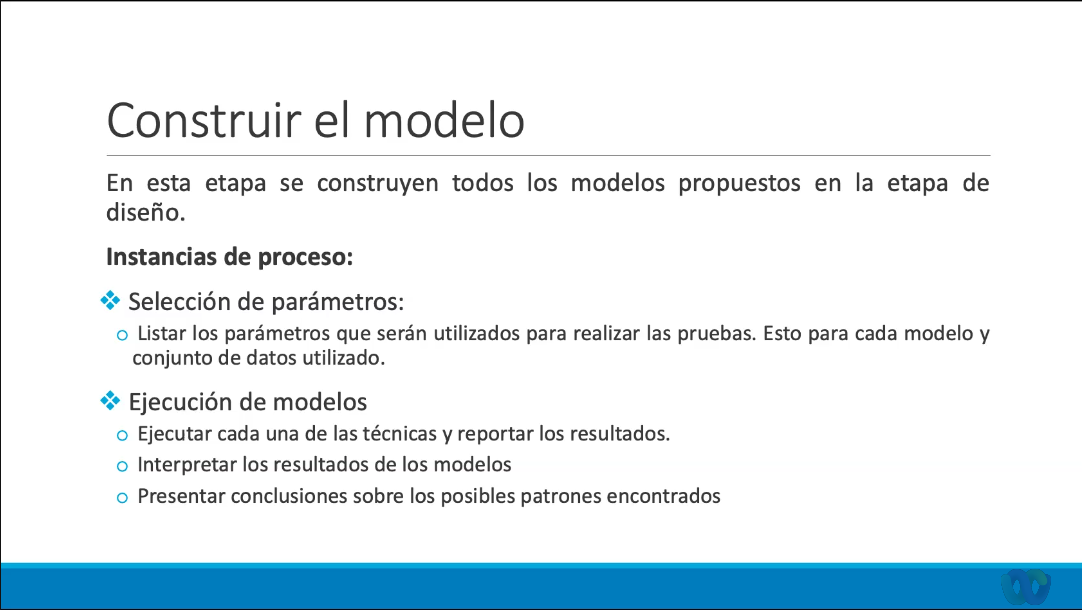 Construir el modelo
En esta etapa se construyen todos los modelos propuestos en la etapa de
diseño.
Instancias de proceso:
❖ Selección de parámetros:
o Listar los parámetros que serán utilizados para realizar las pruebas. Esto para cada modelo y
conjunto de datos utilizado.
❖ Ejecución de modelos
o Ejecutar cada una de las técnicas y reportar los resultados.
o Interpretar los resultados de los modelos
o Presentar conclusiones sobre los posibles patrones encontrados